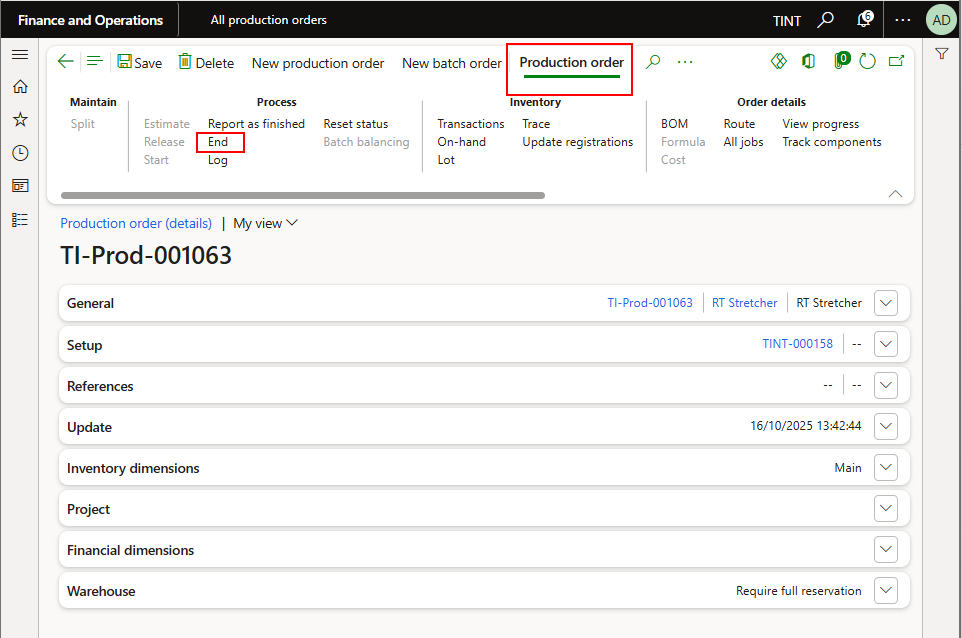 Finance and Operations All production orders TINT 6 ··· AD
Save Delete New production order New batch order Production order ··· 0
Maintain Process Inventory Order details
Split Estimate Report as finished Reset status Transactions Trace BOM Route View progress
Release End Batch balancing On-hand Update registrations Formula All jobs Track components
Start Log Lot Cost
Production order (details) | My view
TI-Prod-001063
General TI-Prod-001063 RT Stretcher RT Stretcher
Setup TINT-000158 --
References -- --
Update 16/10/2025 13:42:44
Inventory dimensions Main
Project
Financial dimensions
Warehouse Require full reservation